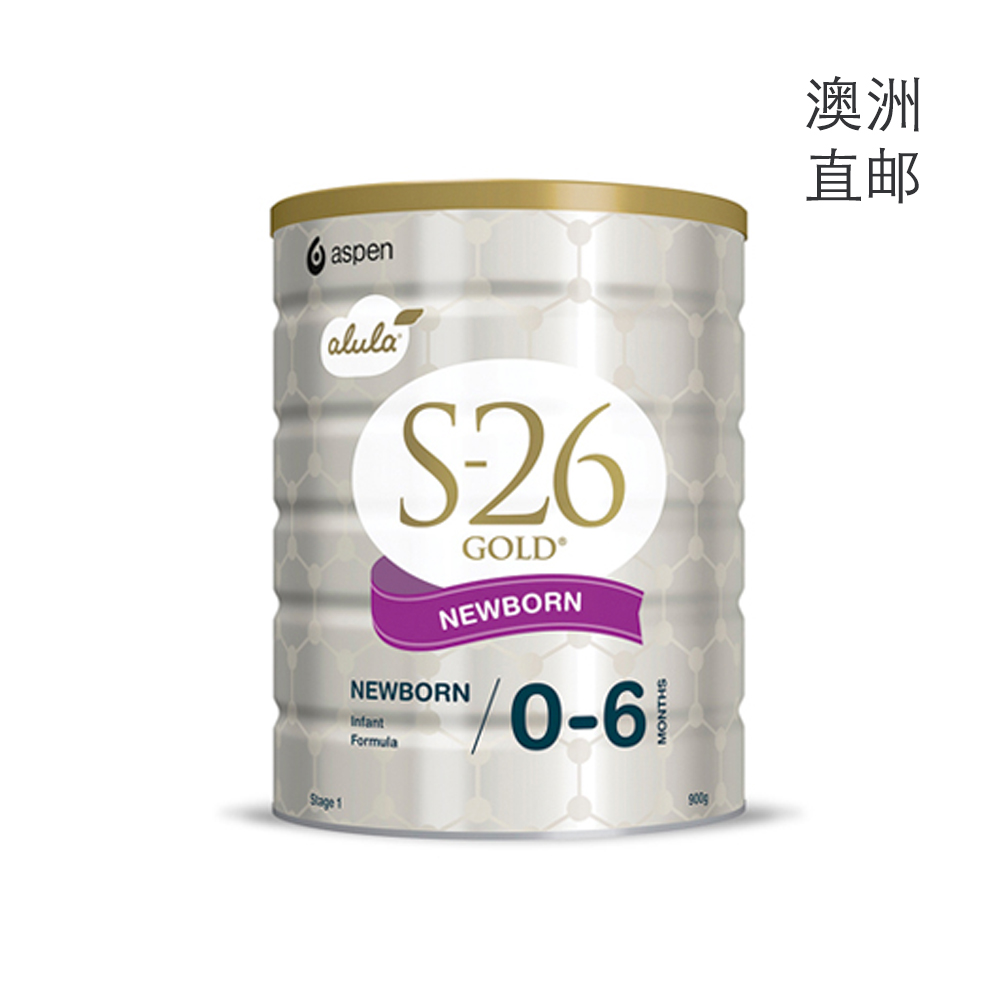 澳洲
直邮
aspen
alula®
S-26
GOLD®
NEWBORN
NEWBORN
Infant
Formula
0-6
MONTHS
Stage 1
900g